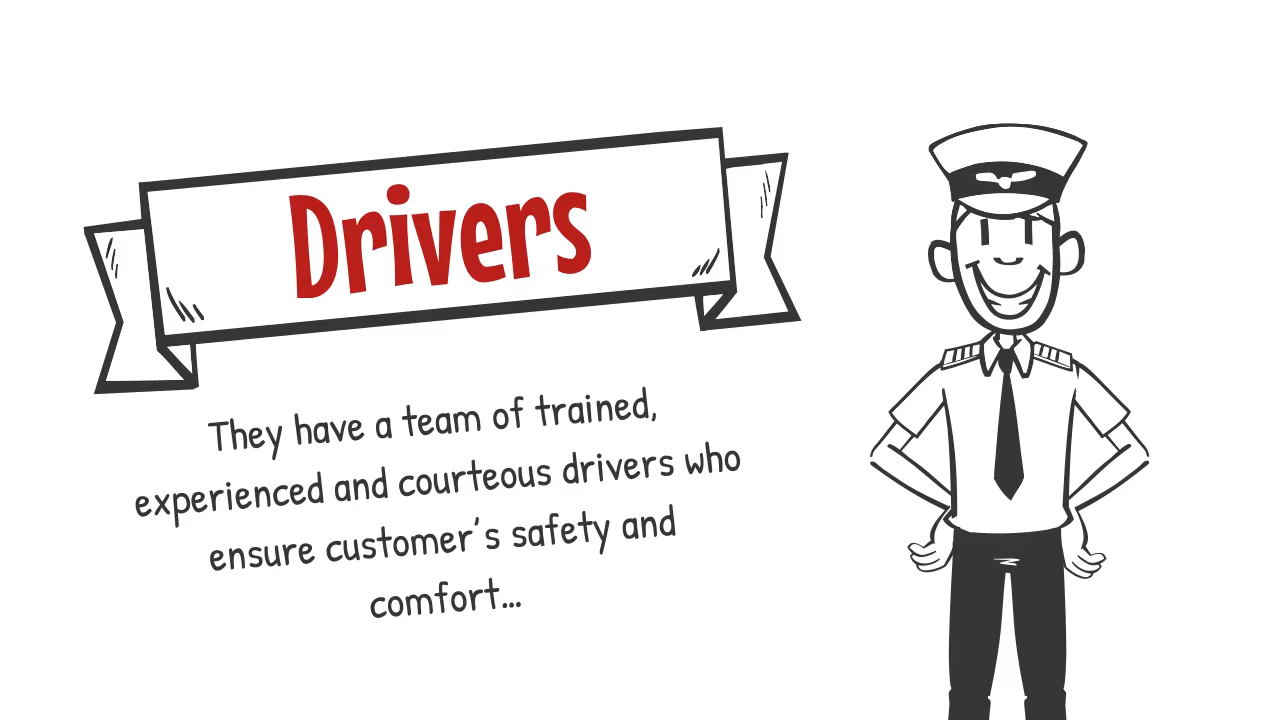 Drivers
They have a team of trained,
experienced and courteous drivers who
ensure customer's safety and
comfort...